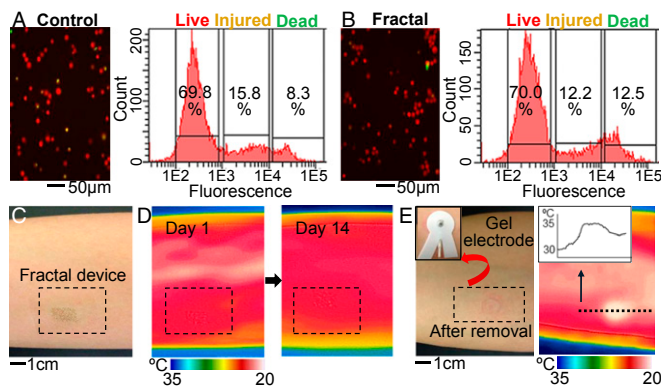 A Control
Live Injured Dead
200
150
100
50
0
Count
69.8 % 15.8 % 8.3 %
1E2 1E3 1E4 1E5
Fluorescence
50µm
B Fractal
Live Injured Dead
150
100
50
0
Count
70.0 % 12.2 % 12.5 %
1E2 1E3 1E4 1E5
Fluorescence
50µm
C
Fractal device
1cm
D
Day 1
Day 14
ºC
35 20
E
Gel
electrode
After removal
1cm
ºC
35
30
ºC
35 20